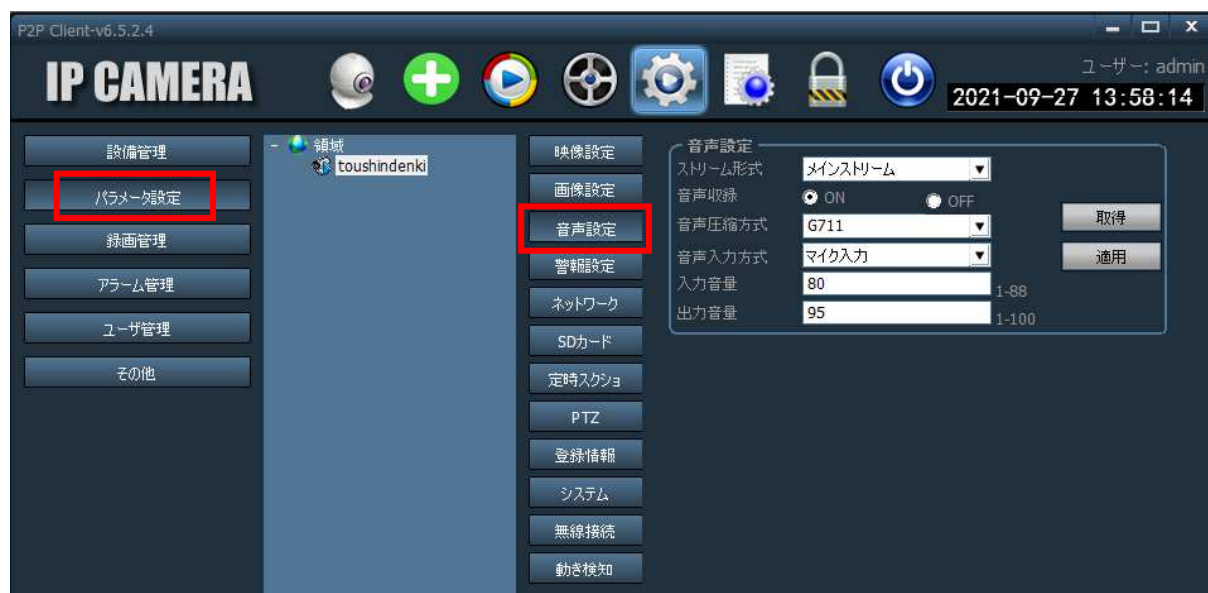 P2P Client-v6.5.2.4
IP CAMERA
ユーザー: admin
2021-09-27 13:58:14
設備管理
パラメータ設定
録画管理
アラーム管理
ユーザ管理
その他
領域
toushindenki
映像設定
画像設定
音声設定
警報設定
ネットワーク
SDカード
定時スクショ
PTZ
登録情報
システム
無線接続
動き検知
音声設定
ストリーム形式 メインストリーム
音声収録 ON OFF
音声圧縮方式 G711
音声入力方式 マイク入力
入力音量 80 1-88
出力音量 95 1-100
取得
適用